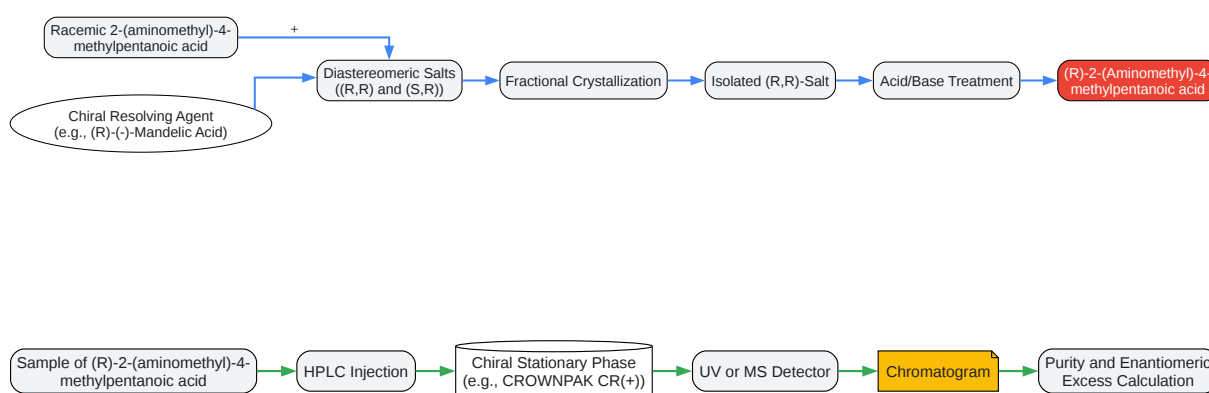 Racemic 2-(aminomethyl)-4-
methylpentanoic acid
+
Chiral Resolving Agent
(e.g., (R)-(-)-Mandelic Acid)
Diastereomeric Salts
((R,R) and (S,R))
Fractional Crystallization
Isolated (R,R)-Salt
Acid/Base Treatment
(R)-2-(Aminomethyl)-4-
methylpentanoic acid
Sample of (R)-2-(aminomethyl)-4-
methylpentanoic acid
HPLC Injection
Chiral Stationary Phase
(e.g., CROWNPAK CR(+))
UV or MS Detector
Chromatogram
Purity and Enantiomeric
Excess Calculation